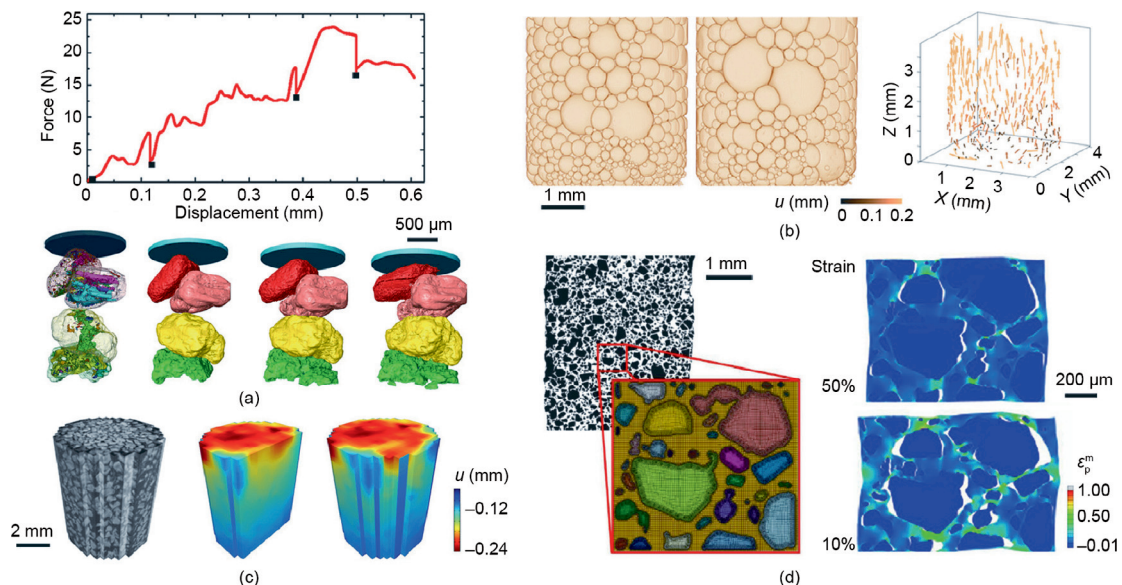 25
20
15
10
5
0
Force (N)
0 0.1 0.2 0.3 0.4 0.5 0.6
Displacement (mm)
500 μm
(a)
1 mm
u (mm)
0 0.1 0.2
3
2
1
0
Z (mm)
1 2 3
X (mm)
0 2 4
Y (mm)
(b)
2 mm
u (mm)
–0.12
–0.24
(c)
1 mm
Strain
50%
200 μm
10%
εpm
1.00
0.50
–0.01
(d)